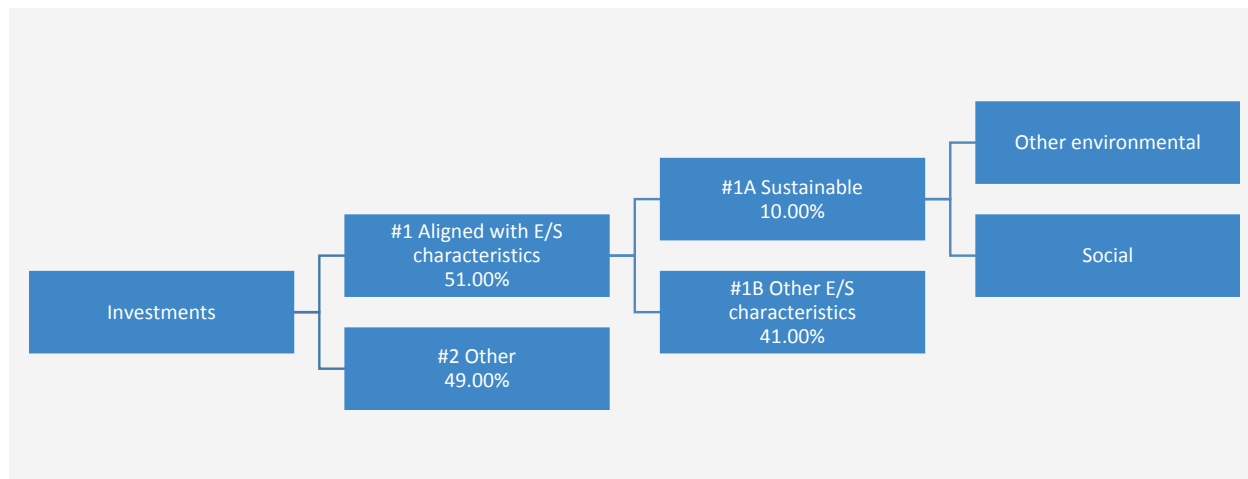 Investments
#1 Aligned with E/S
characteristics
51.00%
#2 Other
49.00%
#1A Sustainable
10.00%
#1B Other E/S
characteristics
41.00%
Other environmental
Social